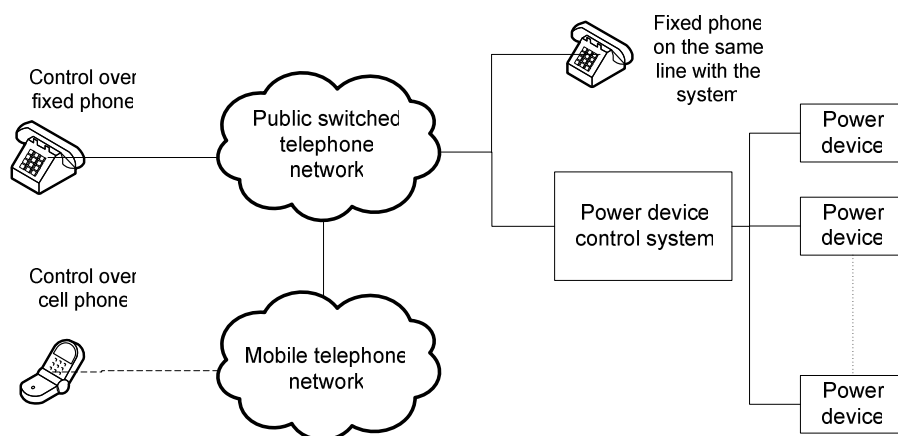 Control over
fixed phone
Public switched
telephone
network
Fixed phone
on the same
line with the
system
Power
device
Power device
control system
Power
device
Control over
cell phone
Mobile telephone
network
Power
device